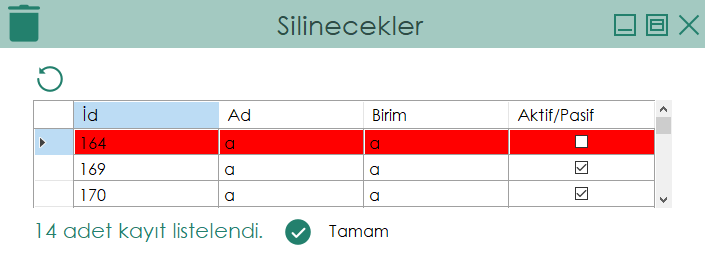 Silinecekler
İd Ad Birim Aktif/Pasif
164 a a
169 a a
170 a a
14 adet kayıt listelendi. Tamam